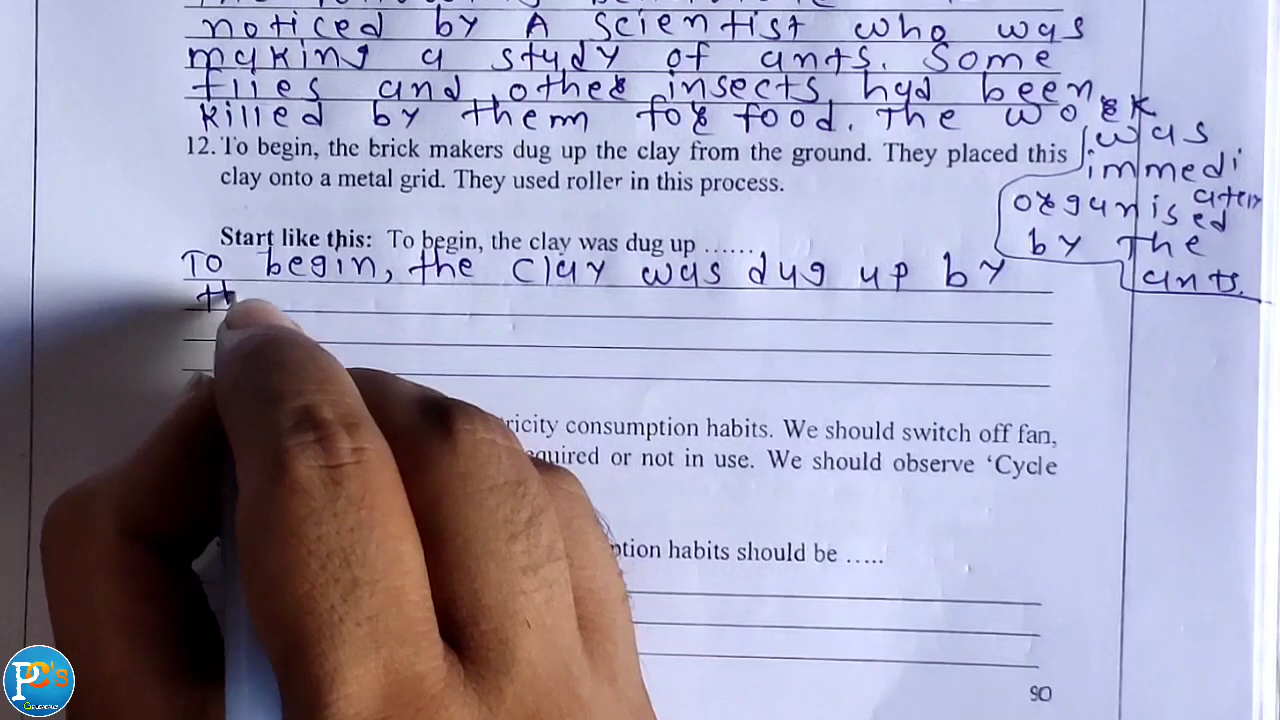 noticed by A scientist who was
making a study of ants. Some
flies and other insects had been
killed by them for food. The work
was
immedi
ately
organised
by the
ants.
12. To begin, the brick makers dug up the clay from the ground. They placed this
clay onto a metal grid. They used roller in this process.
Start like this: To begin, the clay was dug up ......
To begin, the clay was dug up by
th
consumption habits. We should switch off fan,
or not in use. We should observe ‘Cycle
habits should be .....
90
PC's